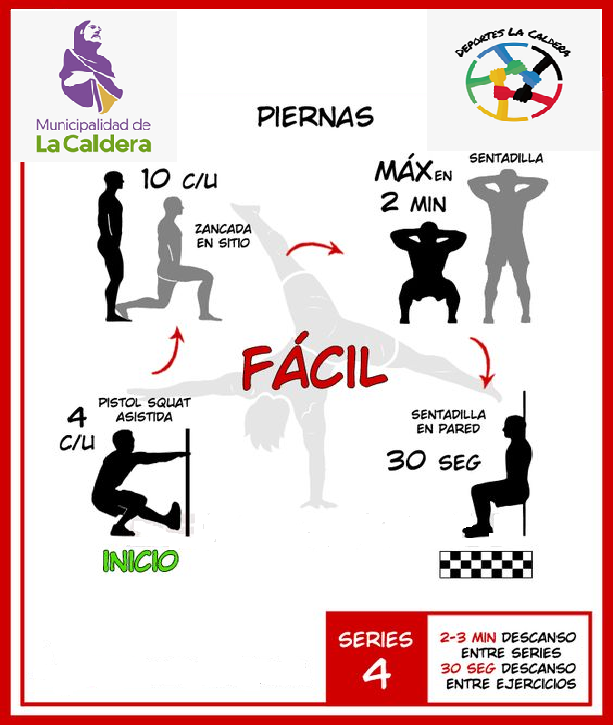 Municipalidad de
La Caldera
DEPORTES LA CALDERA
PIERNAS
10 C/U
ZANCADA
EN SITIO
MÁX EN
2 MIN
SENTADILLA
FÁCIL
PISTOL SQUAT
ASISTIDA
4
C/U
INICIO
SENTADILLA
EN PARED
30 SEG
SERIES
4
2-3 MIN DESCANSO
ENTRE SERIES
30 SEG DESCANSO
ENTRE EJERCICIOS